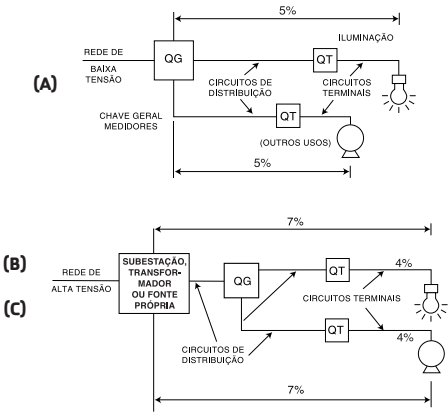 5%
ILUMINAÇÃO
REDE DE
BAIXA
TENSÃO
QG
QT
(A)
CIRCUITOS DE
DISTRIBUIÇÃO
CIRCUITOS
TERMINAIS
CHAVE GERAL
MEDIDORES
QT
(OUTROS USOS)
5%
7%
(B)
(C)
REDE DE
ALTA TENSÃO
SUBESTAÇÃO,
TRANSFOR-
MADOR
OU FONTE
PRÓPRIA
QG
QT
4%
CIRCUITOS TERMINAIS
QT
4%
CIRCUITOS DE
DISTRIBUIÇÃO
7%